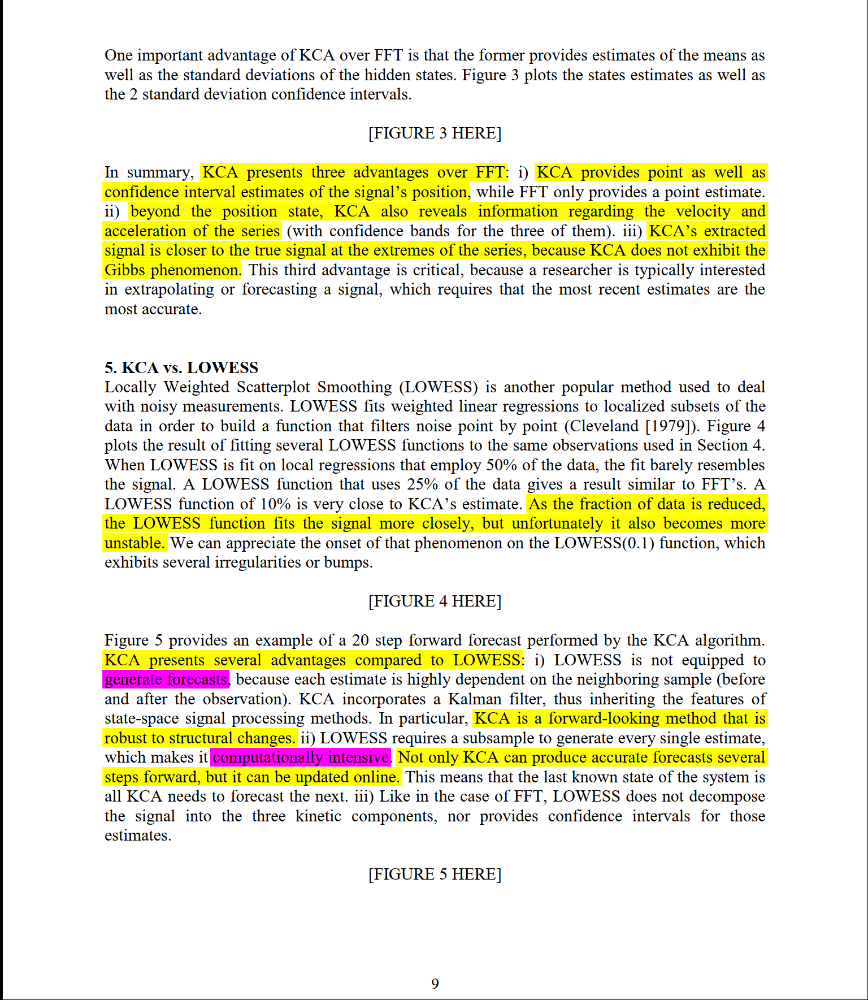 One important advantage of KCA over FFT is that the former provides estimates of the means as
well as the standard deviations of the hidden states. Figure 3 plots the states estimates as well as
the 2 standard deviation confidence intervals.
[FIGURE 3 HERE]
In summary, KCA presents three advantages over FFT: i) KCA provides point as well as
confidence interval estimates of the signal’s position, while FFT only provides a point estimate.
ii) beyond the position state, KCA also reveals information regarding the velocity and
acceleration of the series (with confidence bands for the three of them). iii) KCA’s extracted
signal is closer to the true signal at the extremes of the series, because KCA does not exhibit the
Gibbs phenomenon. This third advantage is critical, because a researcher is typically interested
in extrapolating or forecasting a signal, which requires that the most recent estimates are the
most accurate.
5. KCA vs. LOWESS
Locally Weighted Scatterplot Smoothing (LOWESS) is another popular method used to deal
with noisy measurements. LOWESS fits weighted linear regressions to localized subsets of the
data in order to build a function that filters noise point by point (Cleveland [1979]). Figure 4
plots the result of fitting several LOWESS functions to the same observations used in Section 4.
When LOWESS is fit on local regressions that employ 50% of the data, the fit barely resembles
the signal. A LOWESS function that uses 25% of the data gives a result similar to FFT’s. A
LOWESS function of 10% is very close to KCA’s estimate. As the fraction of data is reduced,
the LOWESS function fits the signal more closely, but unfortunately it also becomes more
unstable. We can appreciate the onset of that phenomenon on the LOWESS(0.1) function, which
exhibits several irregularities or bumps.
[FIGURE 4 HERE]
Figure 5 provides an example of a 20 step forward forecast performed by the KCA algorithm.
KCA presents several advantages compared to LOWESS: i) LOWESS is not equipped to
generate forecasts, because each estimate is highly dependent on the neighboring sample (before
and after the observation). KCA incorporates a Kalman filter, thus inheriting the features of
state-space signal processing methods. In particular, KCA is a forward-looking method that is
robust to structural changes. ii) LOWESS requires a subsample to generate every single estimate,
which makes it computationally intensive. Not only KCA can produce accurate forecasts several
steps forward, but it can be updated online. This means that the last known state of the system is
all KCA needs to forecast the next. iii) Like in the case of FFT, LOWESS does not decompose
the signal into the three kinetic components, nor provides confidence intervals for those
estimates.
[FIGURE 5 HERE]
9